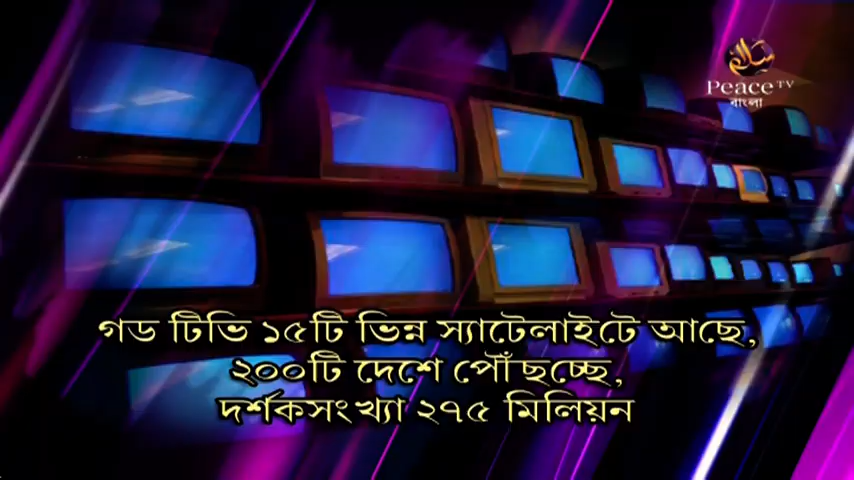 Peace TV
বাংলা
গড টিভি ১৫টি ভিন্ন স্যাটেলাইটে আছে,
২০০টি দেশে পৌঁছচ্ছে,
দর্শকসংখ্যা ২৭৫ মিলিয়ন